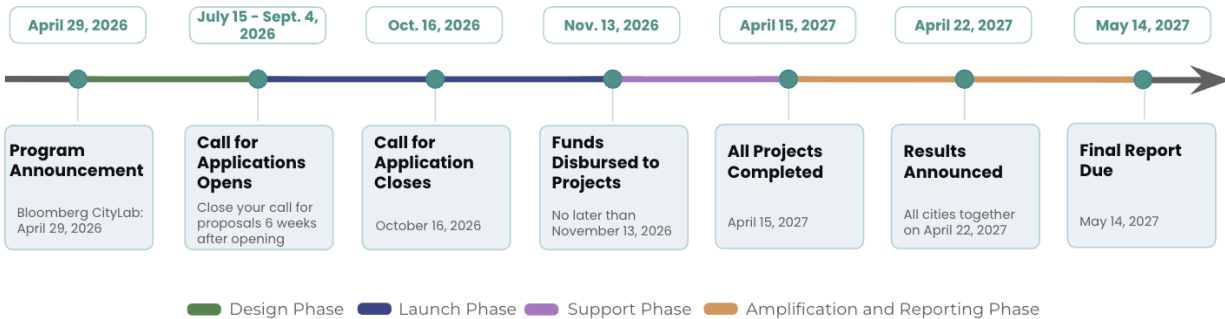 April 29, 2026
July 15 - Sept. 4,
2026
Oct. 16, 2026
Nov. 13, 2026
April 15, 2027
April 22, 2027
May 14, 2027
Program
Announcement
Bloomberg CityLab:
April 29, 2026
Call for
Applications
Opens
Close your call for
proposals 6 weeks
after opening
Call for
Application
Closes
October 16, 2026
Funds
Disbursed to
Projects
No later than
November 13, 2026
All Projects
Completed
April 15, 2027
Results
Announced
All cities together
on April 22, 2027
Final Report
Due
May 14, 2027
Design Phase
Launch Phase
Support Phase
Amplification and Reporting Phase